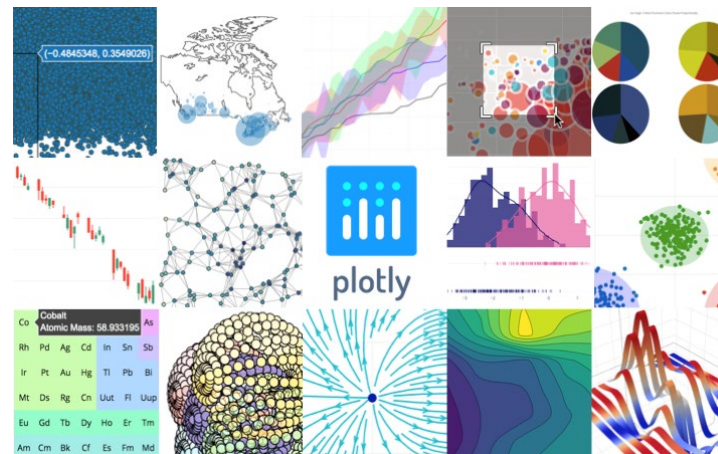 (−0.4845348, 0.3549026)
plotly
Cobalt
Atomic Mass: 58.933195
Co As
Rh Pd Ag Cd In Sn Sb
Ir Pt Au Hg Tl Pb Bi
Mt Ds Rg Cn Uut Fl Uup
Eu Gd Tb Dy Ho Er Tm
Am Cm Bk Cf Es Fm Md